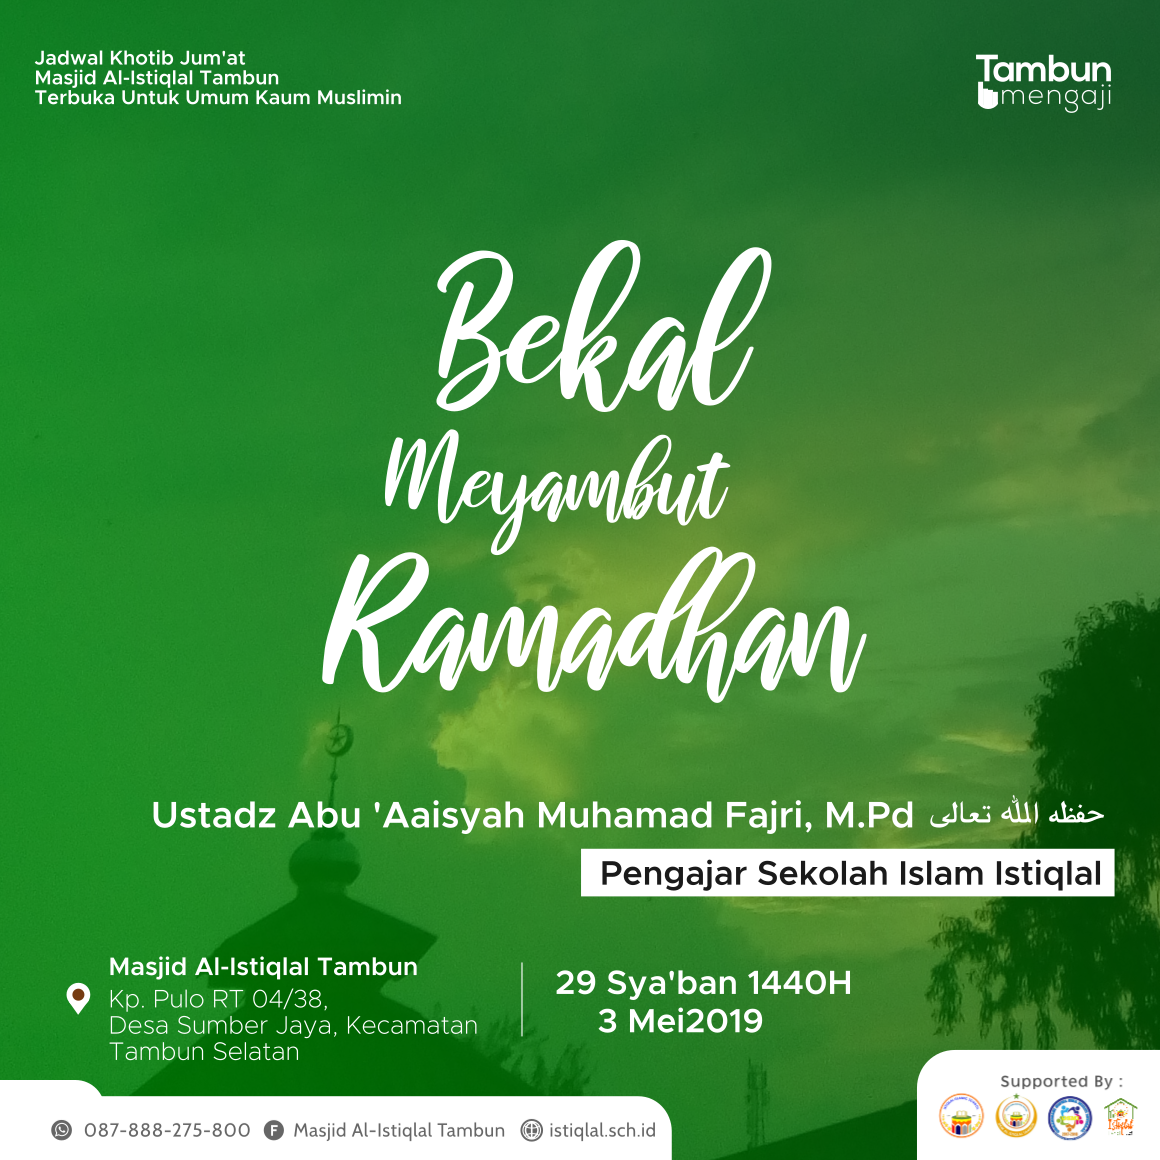 Jadwal Khotib Jum'at
Masjid Al-Istiqlal Tambun
Terbuka Untuk Umum Kaum Muslimin
Tambun
mengaji
Bekal
Meyambut
Ramadhan
Ustadz Abu 'Aaisyah Muhamad Fajri, M.Pd حفظه الله تعالى
Pengajar Sekolah Islam Istiqlal
Masjid Al-Istiqlal Tambun
Kp. Pulo RT 04/38,
Desa Sumber Jaya, Kecamatan
Tambun Selatan
29 Sya'ban 1440H
3 Mei2019
Supported By :
087-888-275-800
Masjid Al-Istiqlal Tambun
istiqlal.sch.id